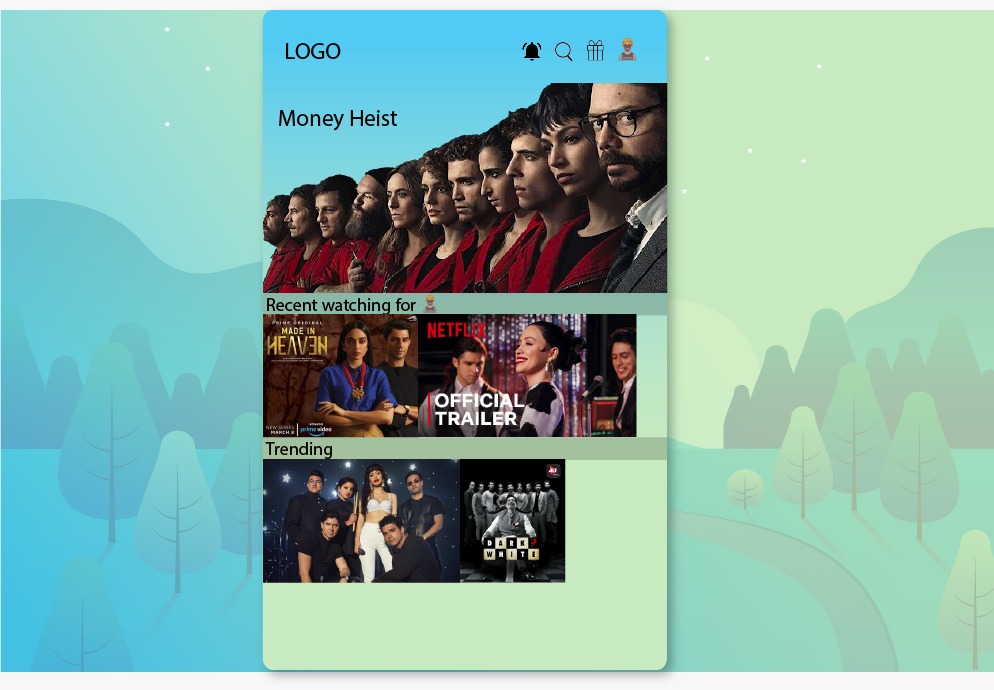 LOGO
Money Heist
Recent watching for
PRIME ORIGINAL
MADE IN
HEAVEN
NEW SERIES
MARCH 8
amazon
prime video
NETFLIX
OFFICIAL
TRAILER
Trending
ALT
DARK 7
WHITE